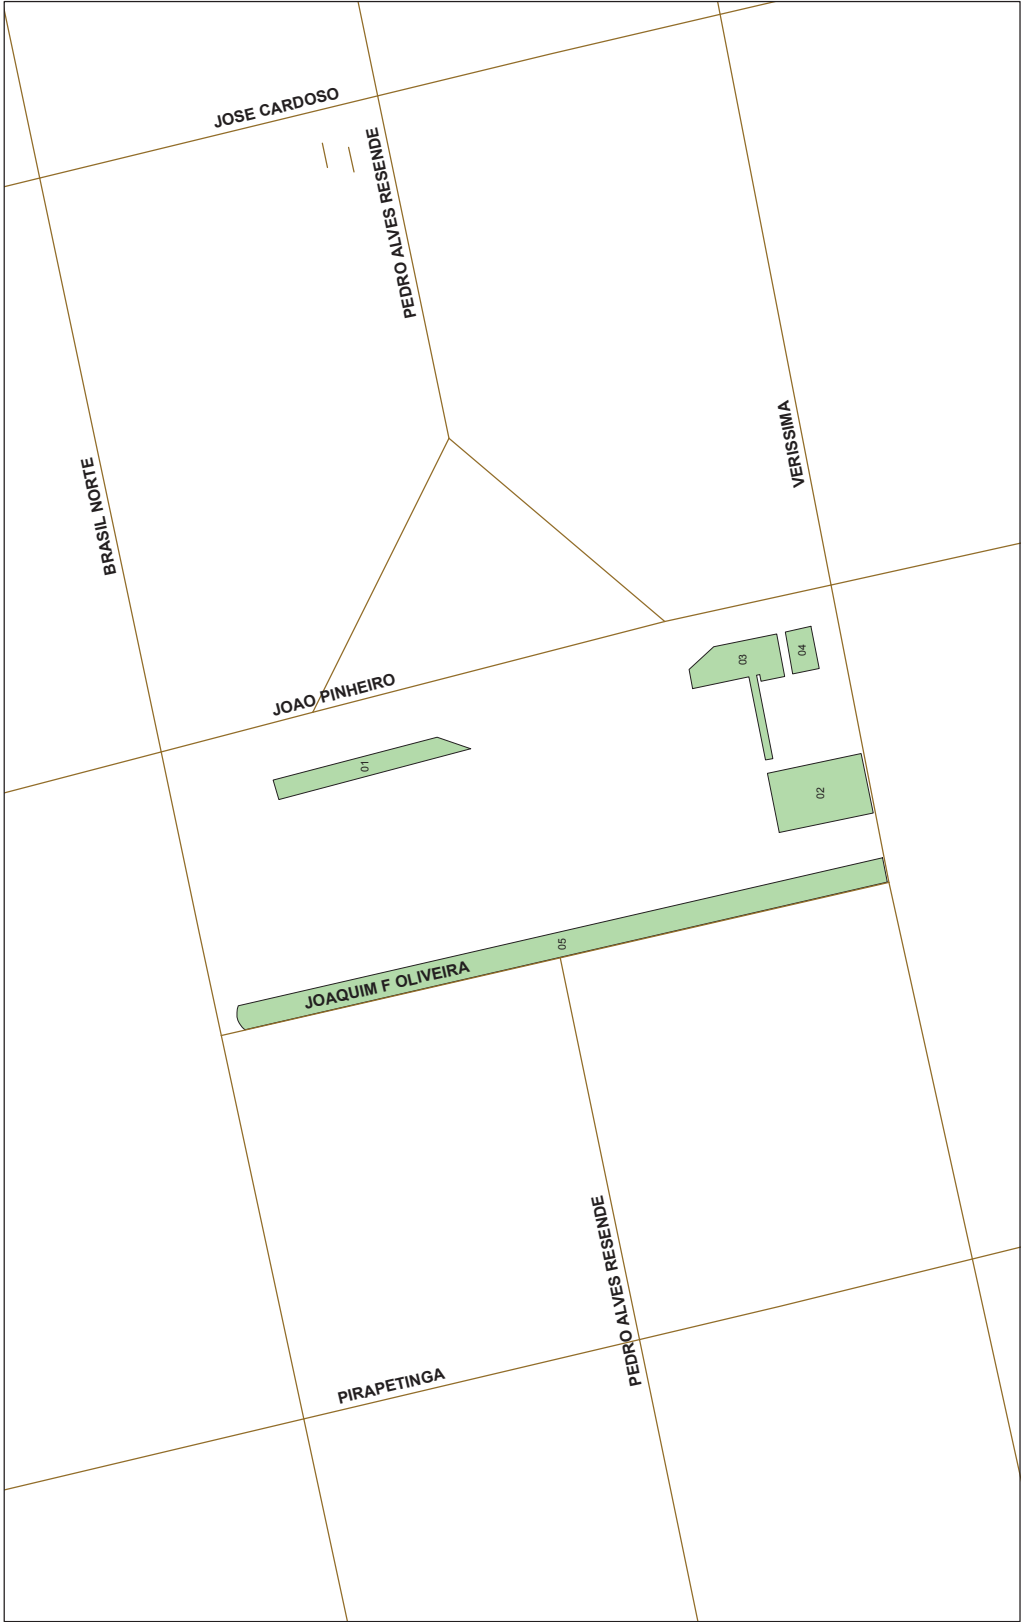 JOSE CARDOSO
PEDRO ALVES RESENDE
VERISSIMA
BRASIL NORTE
03
04
JOAO PINHEIRO
01
02
05
JOAQUIM F OLIVEIRA
PEDRO ALVES RESENDE
PIRAPETINGA